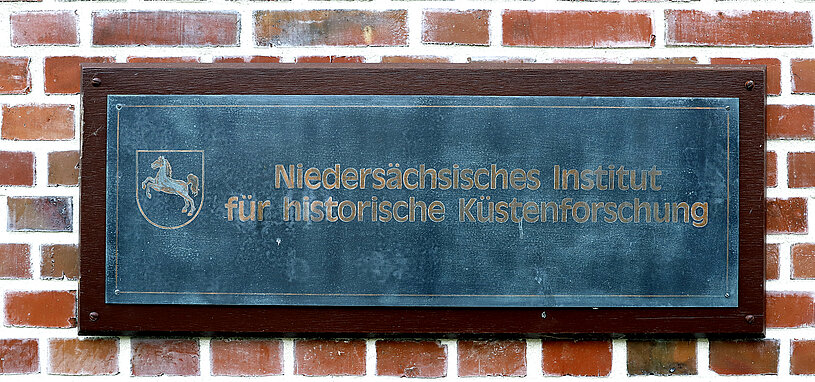 Niedersächsisches Institut
für historische Küstenforschung